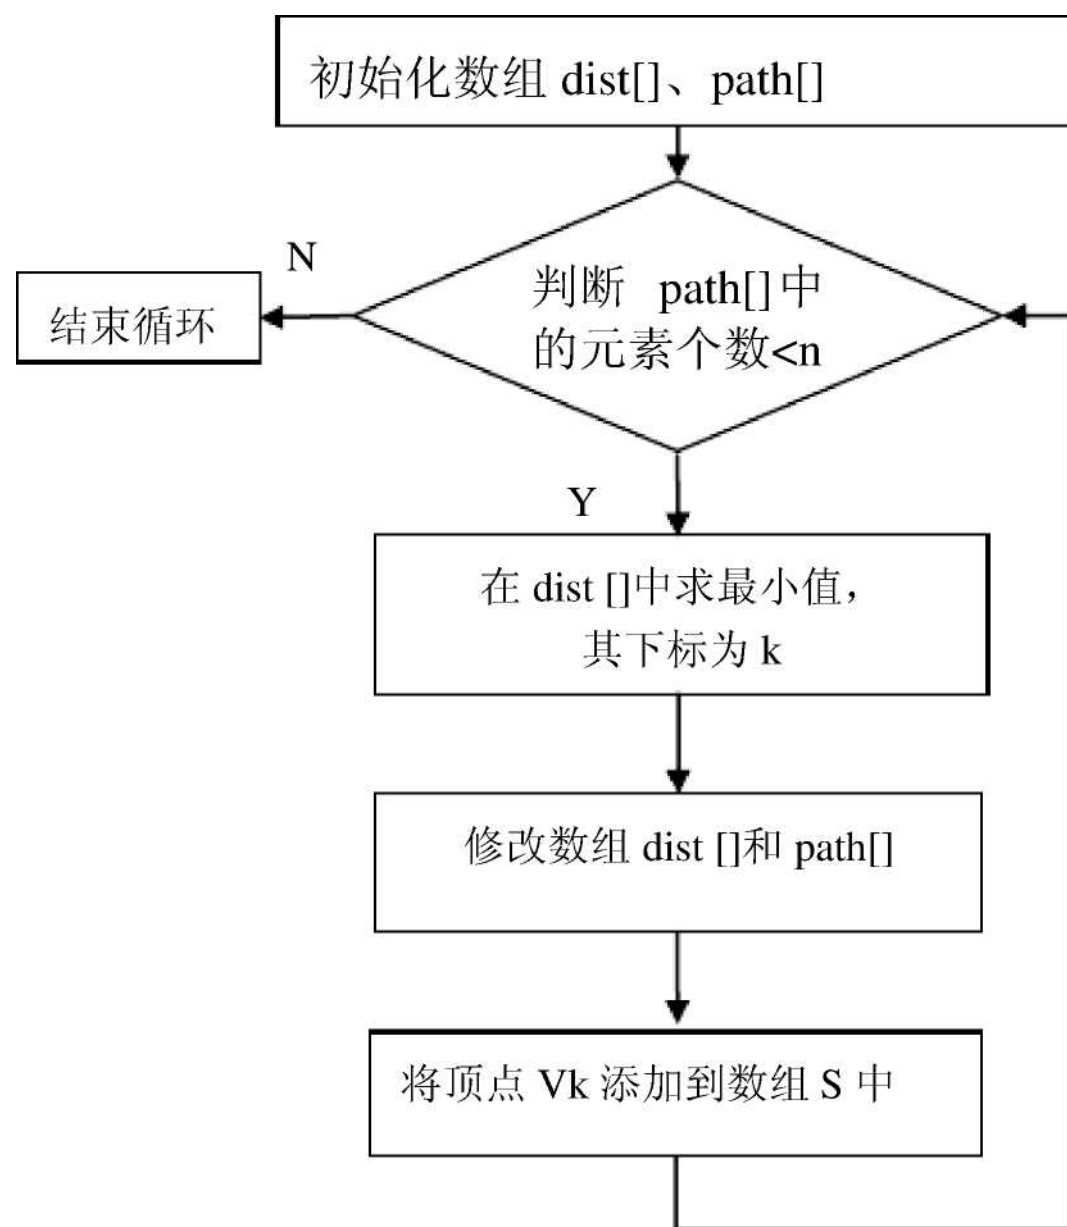 初始化数组 dist[]、path[]
N
判断 path[]中
的元素个数<n
结束循环
Y
在 dist []中求最小值，
其下标为 k
修改数组 dist []和 path[]
将顶点 Vk 添加到数组 S 中